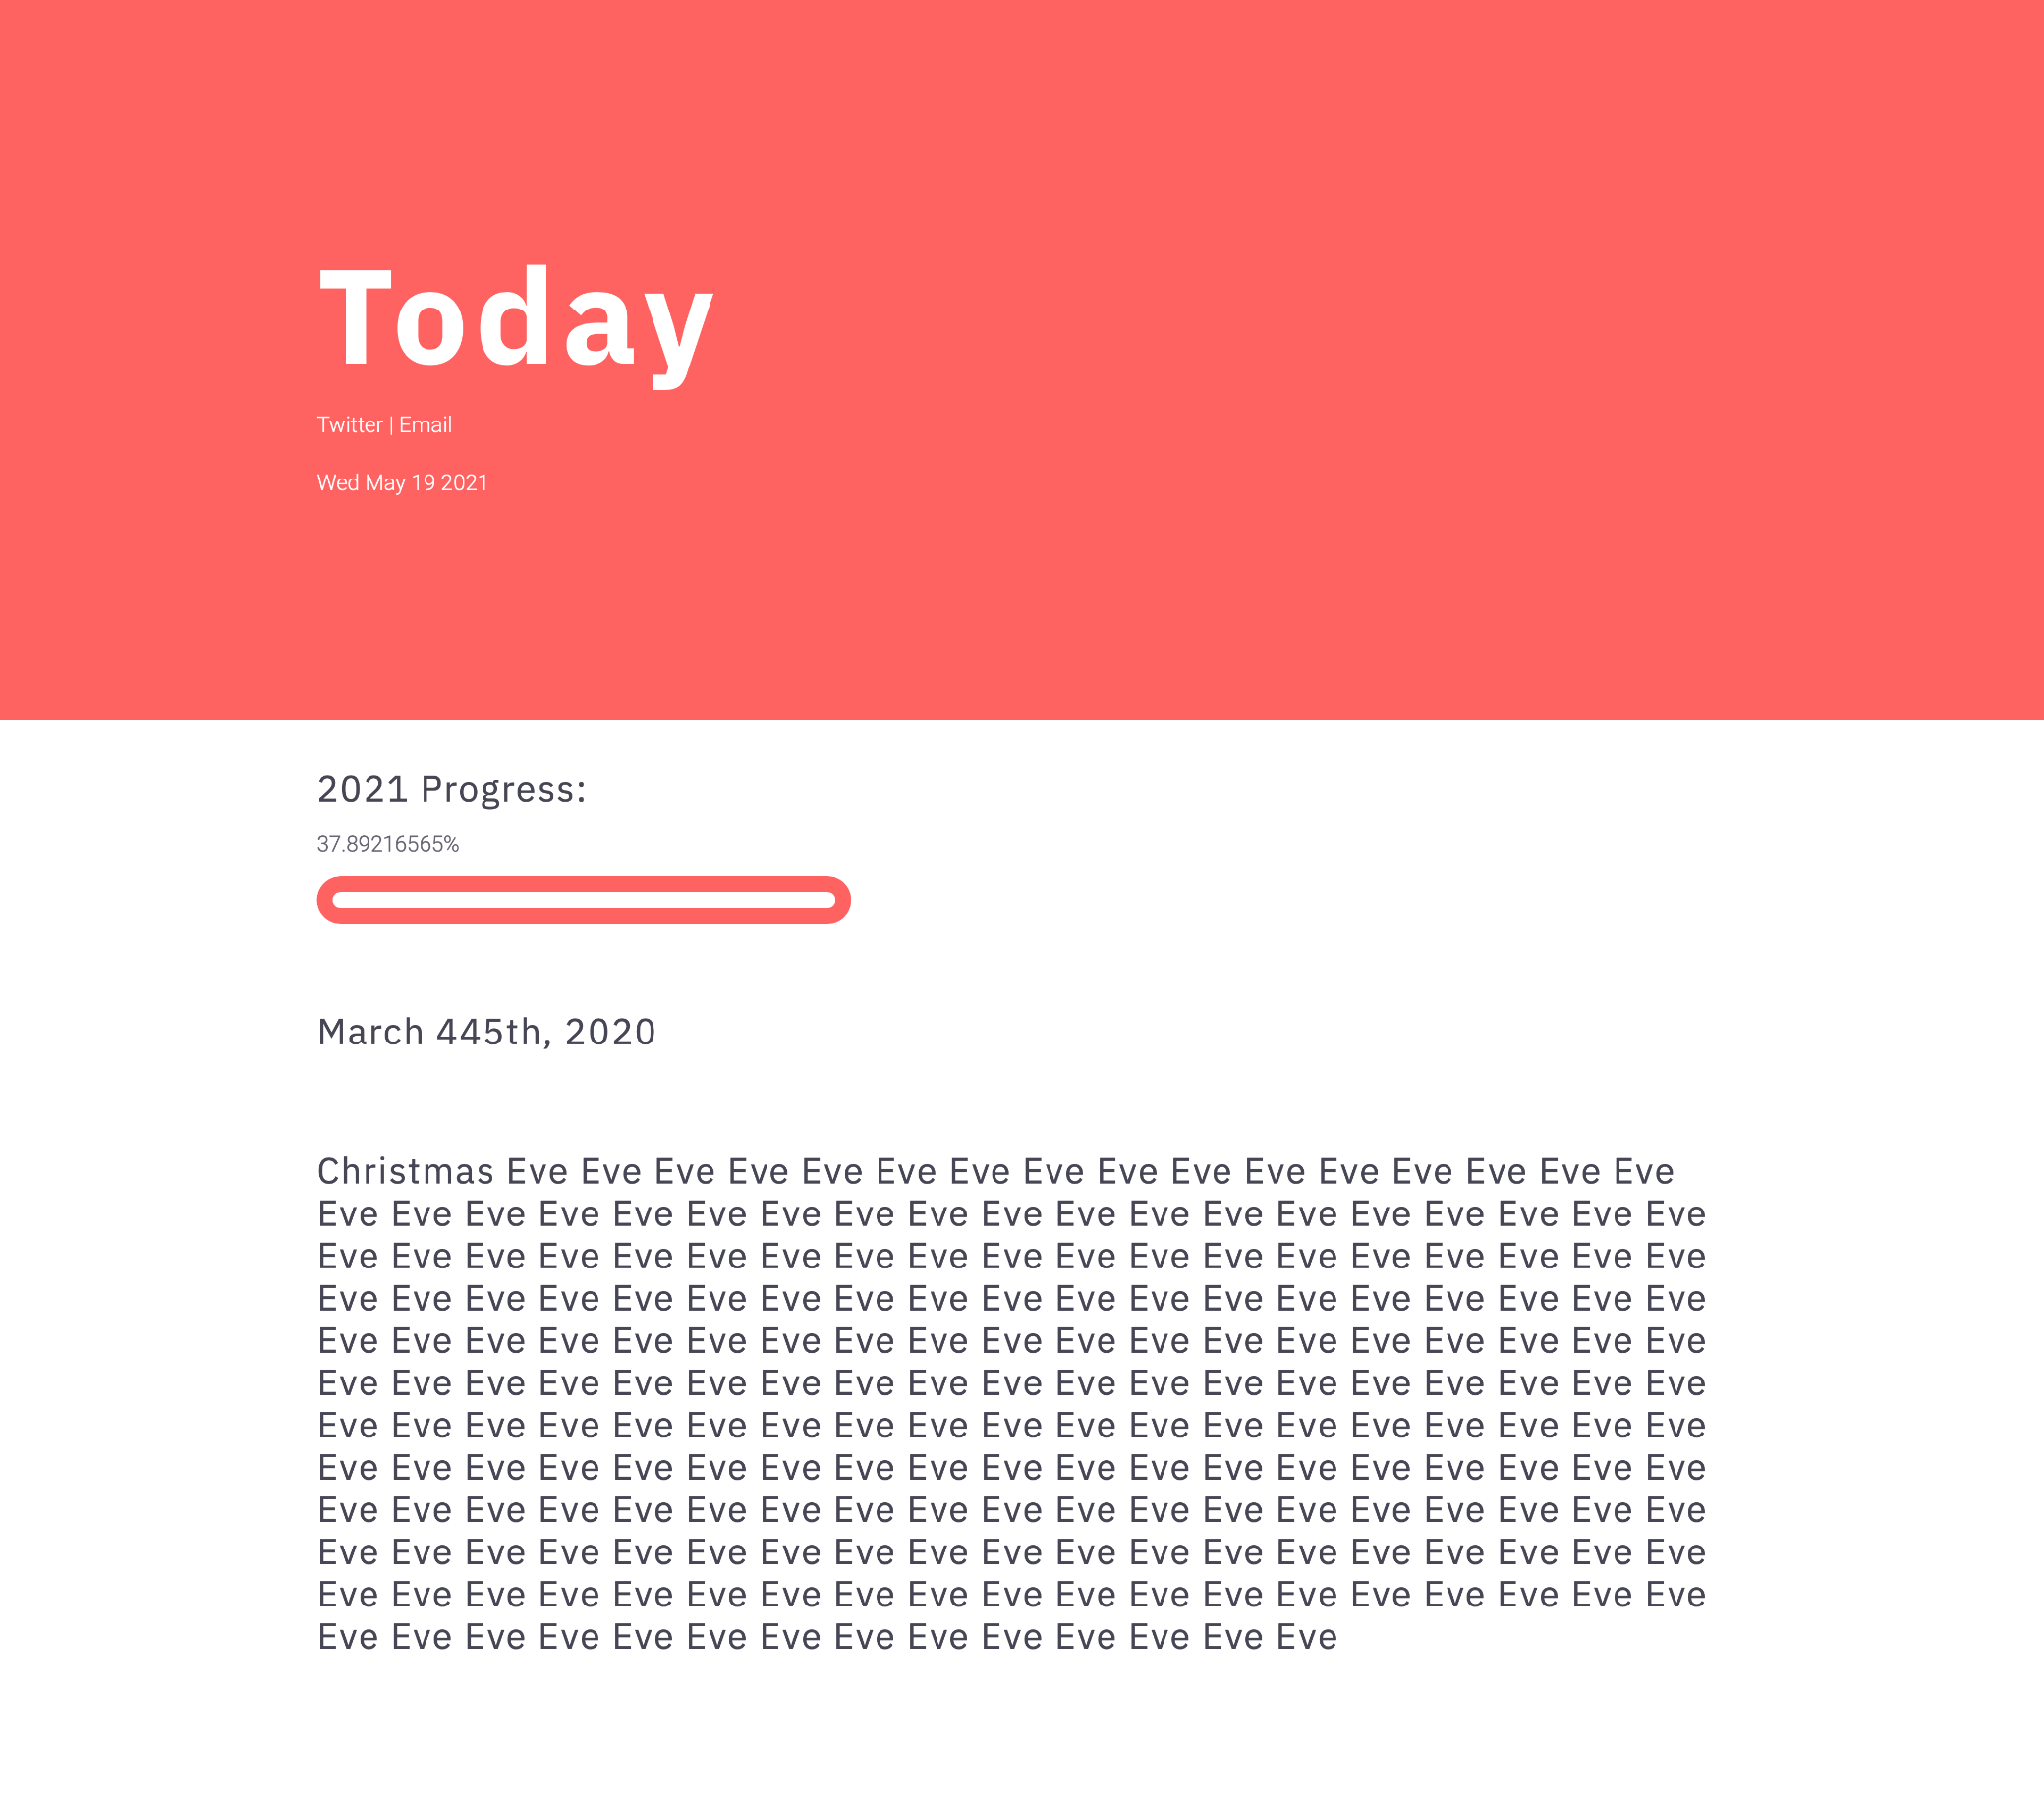 Today
Twitter | Email
Wed May 19 2021
2021 Progress:
37.89216565%
March 445th, 2020
Christmas Eve Eve Eve Eve Eve Eve Eve Eve Eve Eve Eve Eve Eve Eve Eve Eve
Eve Eve Eve Eve Eve Eve Eve Eve Eve Eve Eve Eve Eve Eve Eve Eve Eve Eve Eve
Eve Eve Eve Eve Eve Eve Eve Eve Eve Eve Eve Eve Eve Eve Eve Eve Eve Eve Eve
Eve Eve Eve Eve Eve Eve Eve Eve Eve Eve Eve Eve Eve Eve Eve Eve Eve Eve Eve
Eve Eve Eve Eve Eve Eve Eve Eve Eve Eve Eve Eve Eve Eve Eve Eve Eve Eve Eve
Eve Eve Eve Eve Eve Eve Eve Eve Eve Eve Eve Eve Eve Eve Eve Eve Eve Eve Eve
Eve Eve Eve Eve Eve Eve Eve Eve Eve Eve Eve Eve Eve Eve Eve Eve Eve Eve Eve
Eve Eve Eve Eve Eve Eve Eve Eve Eve Eve Eve Eve Eve Eve Eve Eve Eve Eve Eve
Eve Eve Eve Eve Eve Eve Eve Eve Eve Eve Eve Eve Eve Eve Eve Eve Eve Eve Eve
Eve Eve Eve Eve Eve Eve Eve Eve Eve Eve Eve Eve Eve Eve Eve Eve Eve Eve Eve
Eve Eve Eve Eve Eve Eve Eve Eve Eve Eve Eve Eve Eve Eve Eve Eve Eve Eve Eve
Eve Eve Eve Eve Eve Eve Eve Eve Eve Eve Eve Eve Eve Eve